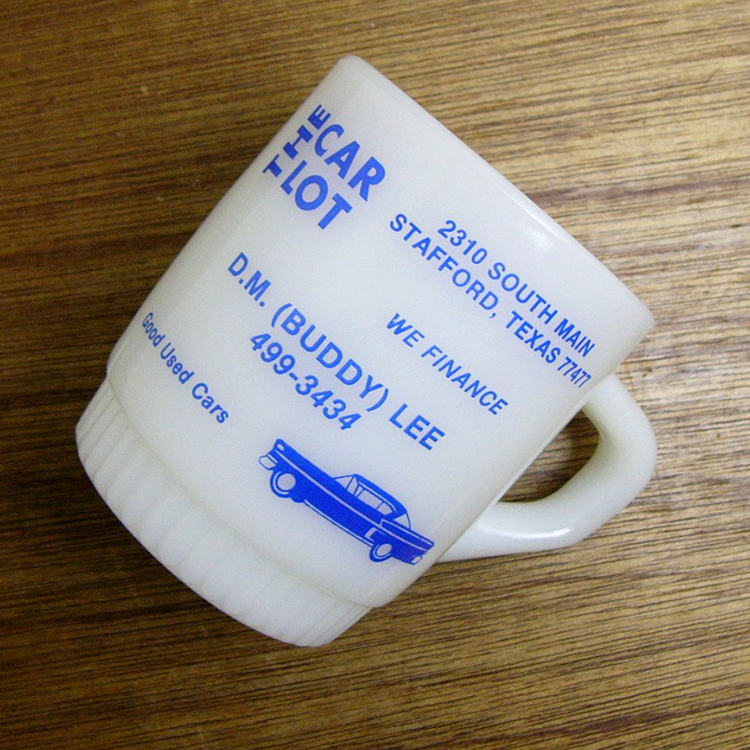 THE CAR LOT
2310 SOUTH MAIN
STAFFORD, TEXAS 77477
WE FINANCE
D.M. (BUDDY) LEE
499-3434
Good Used Cars